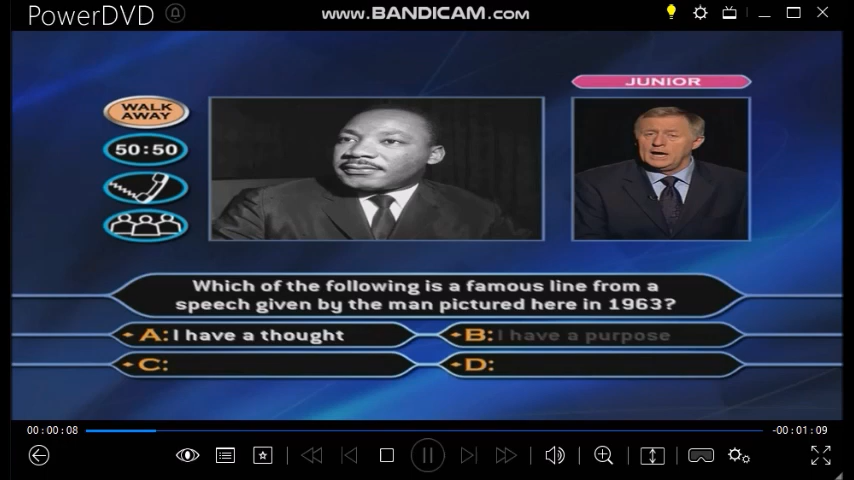 PowerDVD
www.BANDICAM.com
JUNIOR
WALK
AWAY
50:50
Which of the following is a famous line from a
speech given by the man pictured here in 1963?
A: I have a thought
B: I have a purpose
C:
D:
00:00:08
-00:01:09